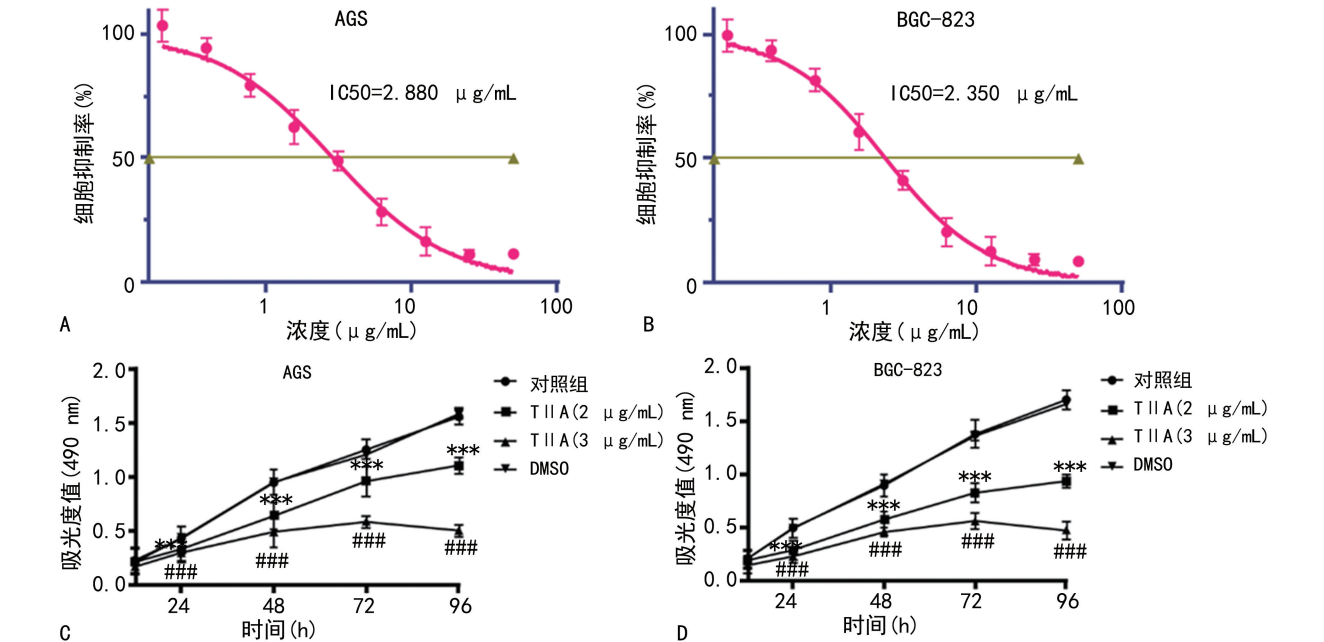 AGS
100
50
0
细胞抑制率(%)
IC50=2.880 μg/mL
1
10
100
浓度(μg/mL)
A
BGC-823
100
50
0
细胞抑制率(%)
IC50=2.350 μg/mL
1
10
100
浓度(μg/mL)
B
AGS
2.0
1.5
1.0
0.5
0.0
吸光度值(490 nm)
***
***
***
***
###
###
###
###
24
48
72
96
时间(h)
C
对照组
TⅡA(2 μg/mL)
TⅡA(3 μg/mL)
DMSO
BGC-823
2.0
1.5
1.0
0.5
0.0
吸光度值(490 nm)
***
***
***
***
###
###
###
###
24
48
72
96
时间(h)
D
对照组
TⅡA(2 μg/mL)
TⅡA(3 μg/mL)
DMSO